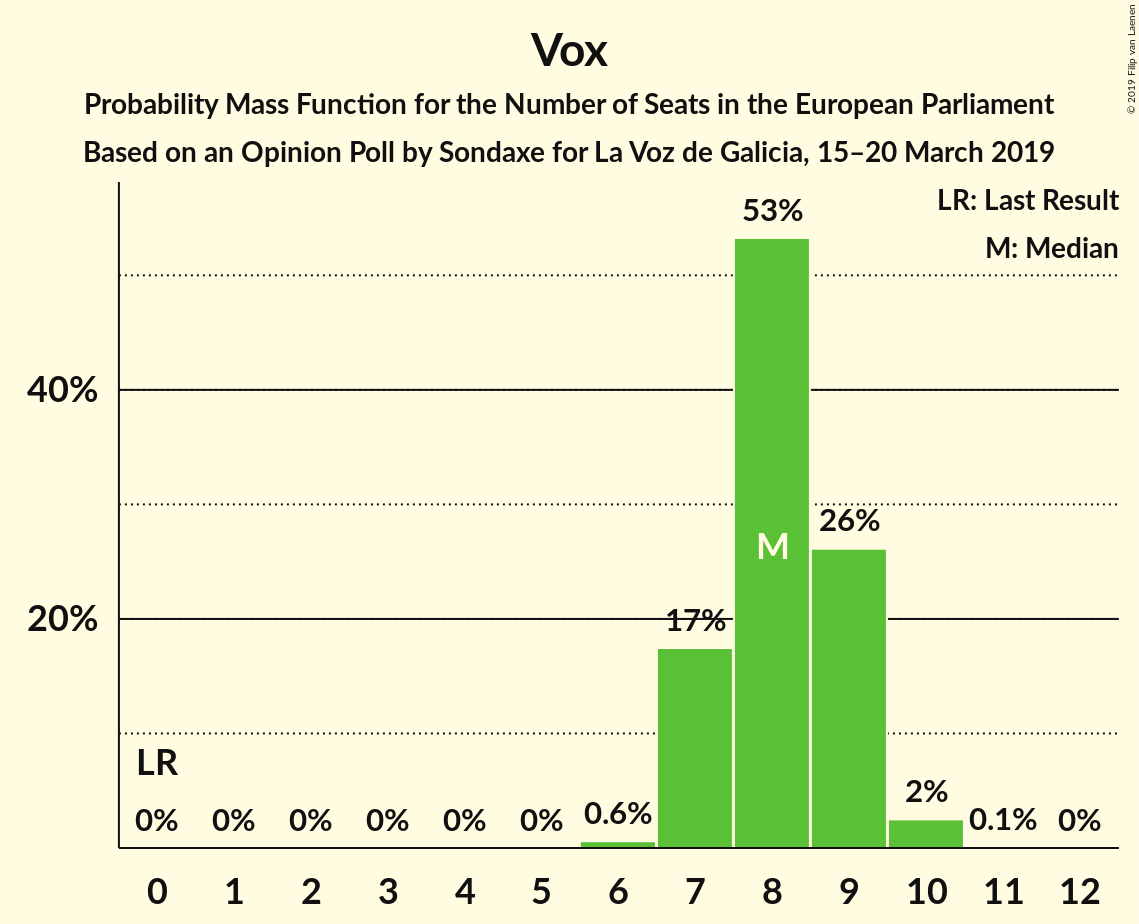 Vox
Probability Mass Function for the Number of Seats in the European Parliament
Based on an Opinion Poll by Sondaxe for La Voz de Galicia, 15–20 March 2019
© 2019 Filip van Laenen
LR: Last Result
M: Median
53%
40%
26%
M
20%
17%
LR
0% 0% 0% 0% 0% 0% 0.6% 2% 0.1% 0%
0 1 2 3 4 5 6 7 8 9 10 11 12